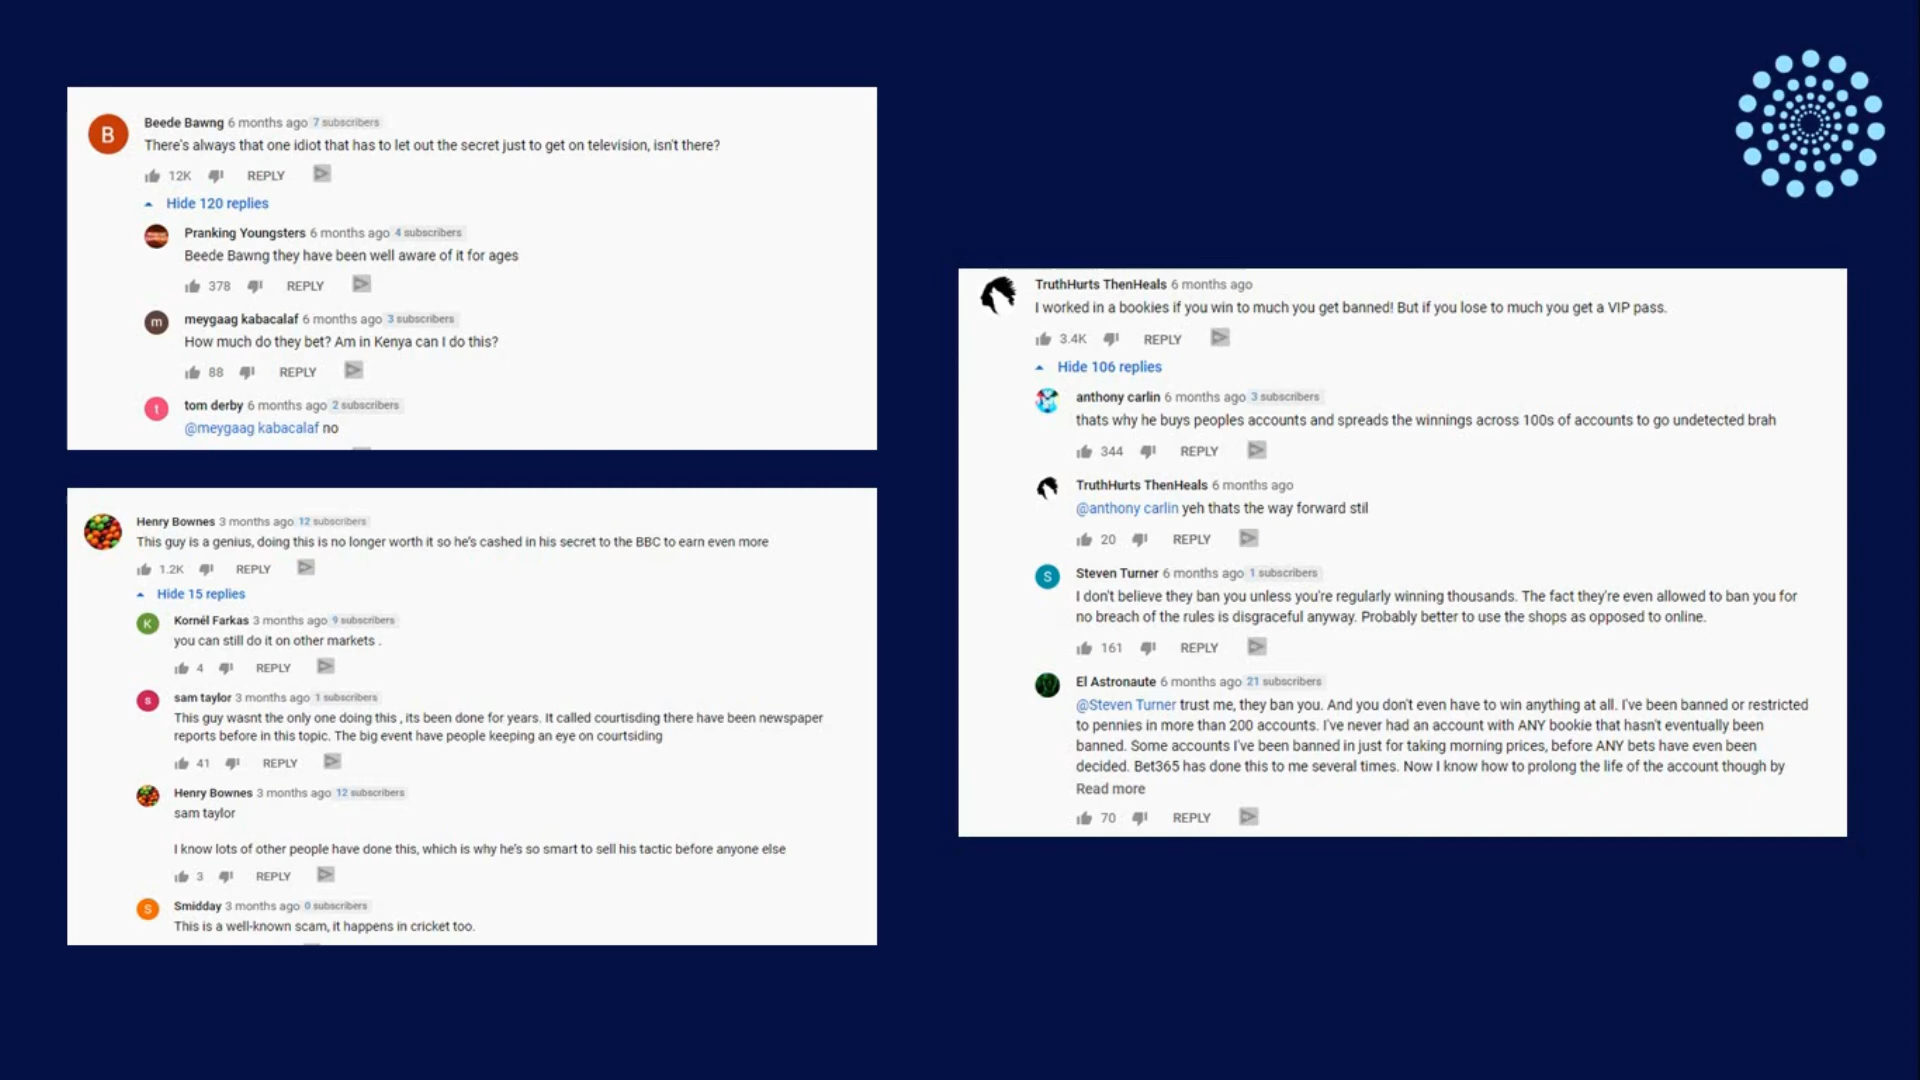 B
Beede Bawng 6 months ago 7 subscribers
There's always that one idiot that has to let out the secret just to get on television, isn't there?
12K REPLY
Hide 120 replies
Pranking Youngsters 6 months ago 4 subscribers
Beede Bawng they have been well aware of it for ages
378 REPLY
m
meygaag kabacalaf 6 months ago 3 subscribers
How much do they bet? Am in Kenya can I do this?
88 REPLY
t
tom derby 6 months ago 2 subscribers
@meygaag kabacalaf no
Henry Bownes 3 months ago 12 subscribers
This guy is a genius, doing this is no longer worth it so he's cashed in his secret to the BBC to earn even more
1.2K REPLY
Hide 15 replies
K
Kornél Farkas 3 months ago 9 subscribers
you can still do it on other markets .
4 REPLY
s
sam taylor 3 months ago 1 subscribers
This guy wasnt the only one doing this , its been done for years. It called courtisding there have been newspaper
reports before in this topic. The big event have people keeping an eye on courtsiding
41 REPLY
Henry Bownes 3 months ago 12 subscribers
sam taylor
I know lots of other people have done this, which is why he's so smart to sell his tactic before anyone else
3 REPLY
S
Smidday 3 months ago 0 subscribers
This is a well-known scam, it happens in cricket too.
TruthHurts ThenHeals 6 months ago
I worked in a bookies if you win to much you get banned! But if you lose to much you get a VIP pass.
3.4K REPLY
Hide 106 replies
anthony carlin 6 months ago 3 subscribers
thats why he buys peoples accounts and spreads the winnings across 100s of accounts to go undetected brah
344 REPLY
TruthHurts ThenHeals 6 months ago
@anthony carlin yeh thats the way forward stil
20 REPLY
S
Steven Turner 6 months ago 1 subscribers
I don't believe they ban you unless you're regularly winning thousands. The fact they're even allowed to ban you for
no breach of the rules is disgraceful anyway. Probably better to use the shops as opposed to online.
161 REPLY
El Astronaute 6 months ago 21 subscribers
@Steven Turner trust me, they ban you. And you don't even have to win anything at all. I've been banned or restricted
to pennies in more than 200 accounts. I've never had an account with ANY bookie that hasn't eventually been
banned. Some accounts I've been banned in just for taking morning prices, before ANY bets have even been
decided. Bet365 has done this to me several times. Now I know how to prolong the life of the account though by
Read more
70 REPLY